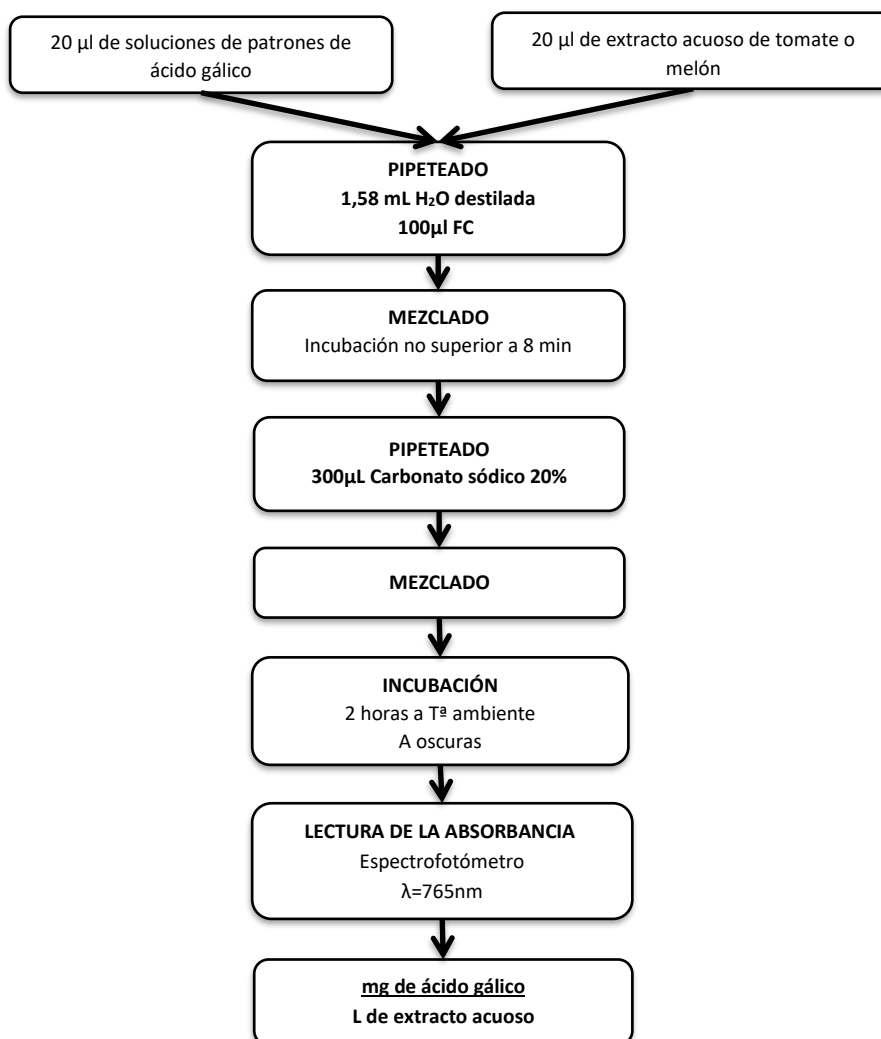 20 µl de soluciones de patrones de
ácido gálico
20 µl de extracto acuoso de tomate o
melón
PIPETEADO
1,58 mL H₂O destilada
100µl FC
MEZCLADO
Incubación no superior a 8 min
PIPETEADO
300µL Carbonato sódico 20%
MEZCLADO
INCUBACIÓN
2 horas a Tª ambiente
A oscuras
LECTURA DE LA ABSORBANCIA
Espectrofotómetro
λ=765nm
mg de ácido gálico
L de extracto acuoso